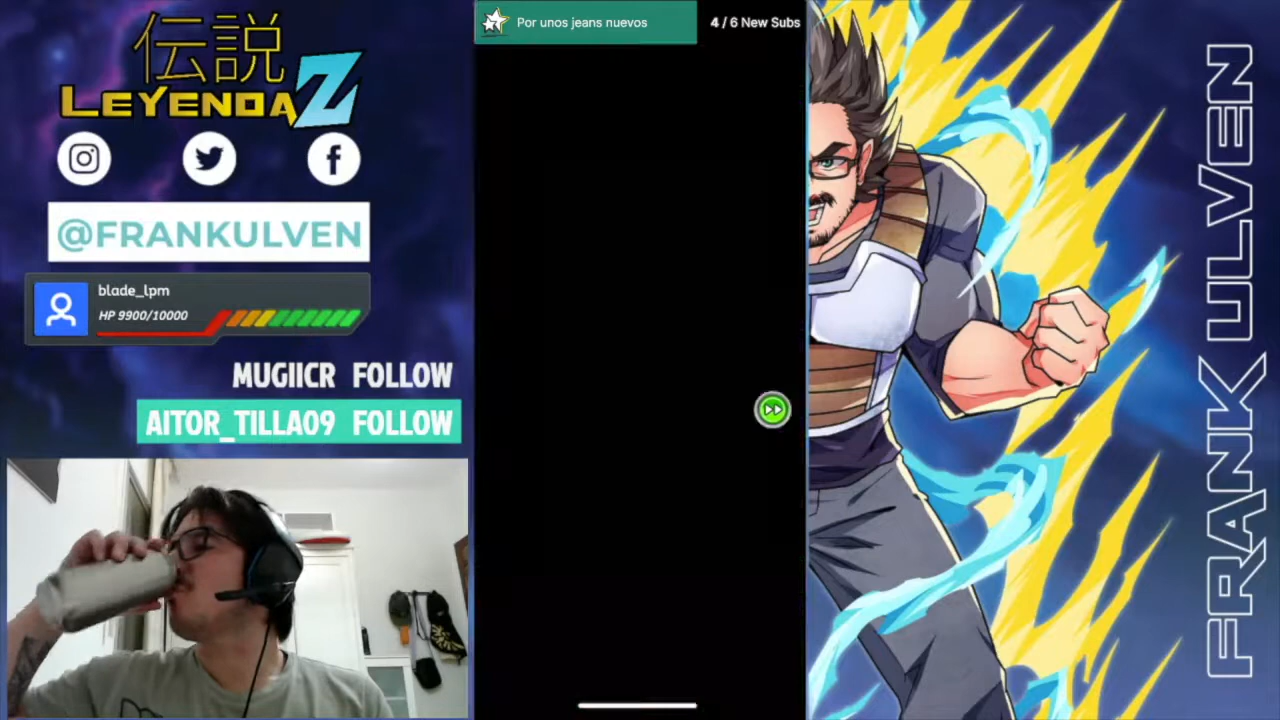 伝説
LEYENDA Z
@FRANKULVEN
blade_lpm
HP 9900/10000
MUGIICR FOLLOW
AITOR_TILLA09 FOLLOW
Por unos jeans nuevos
4 / 6 New Subs
FRANK ULVEN